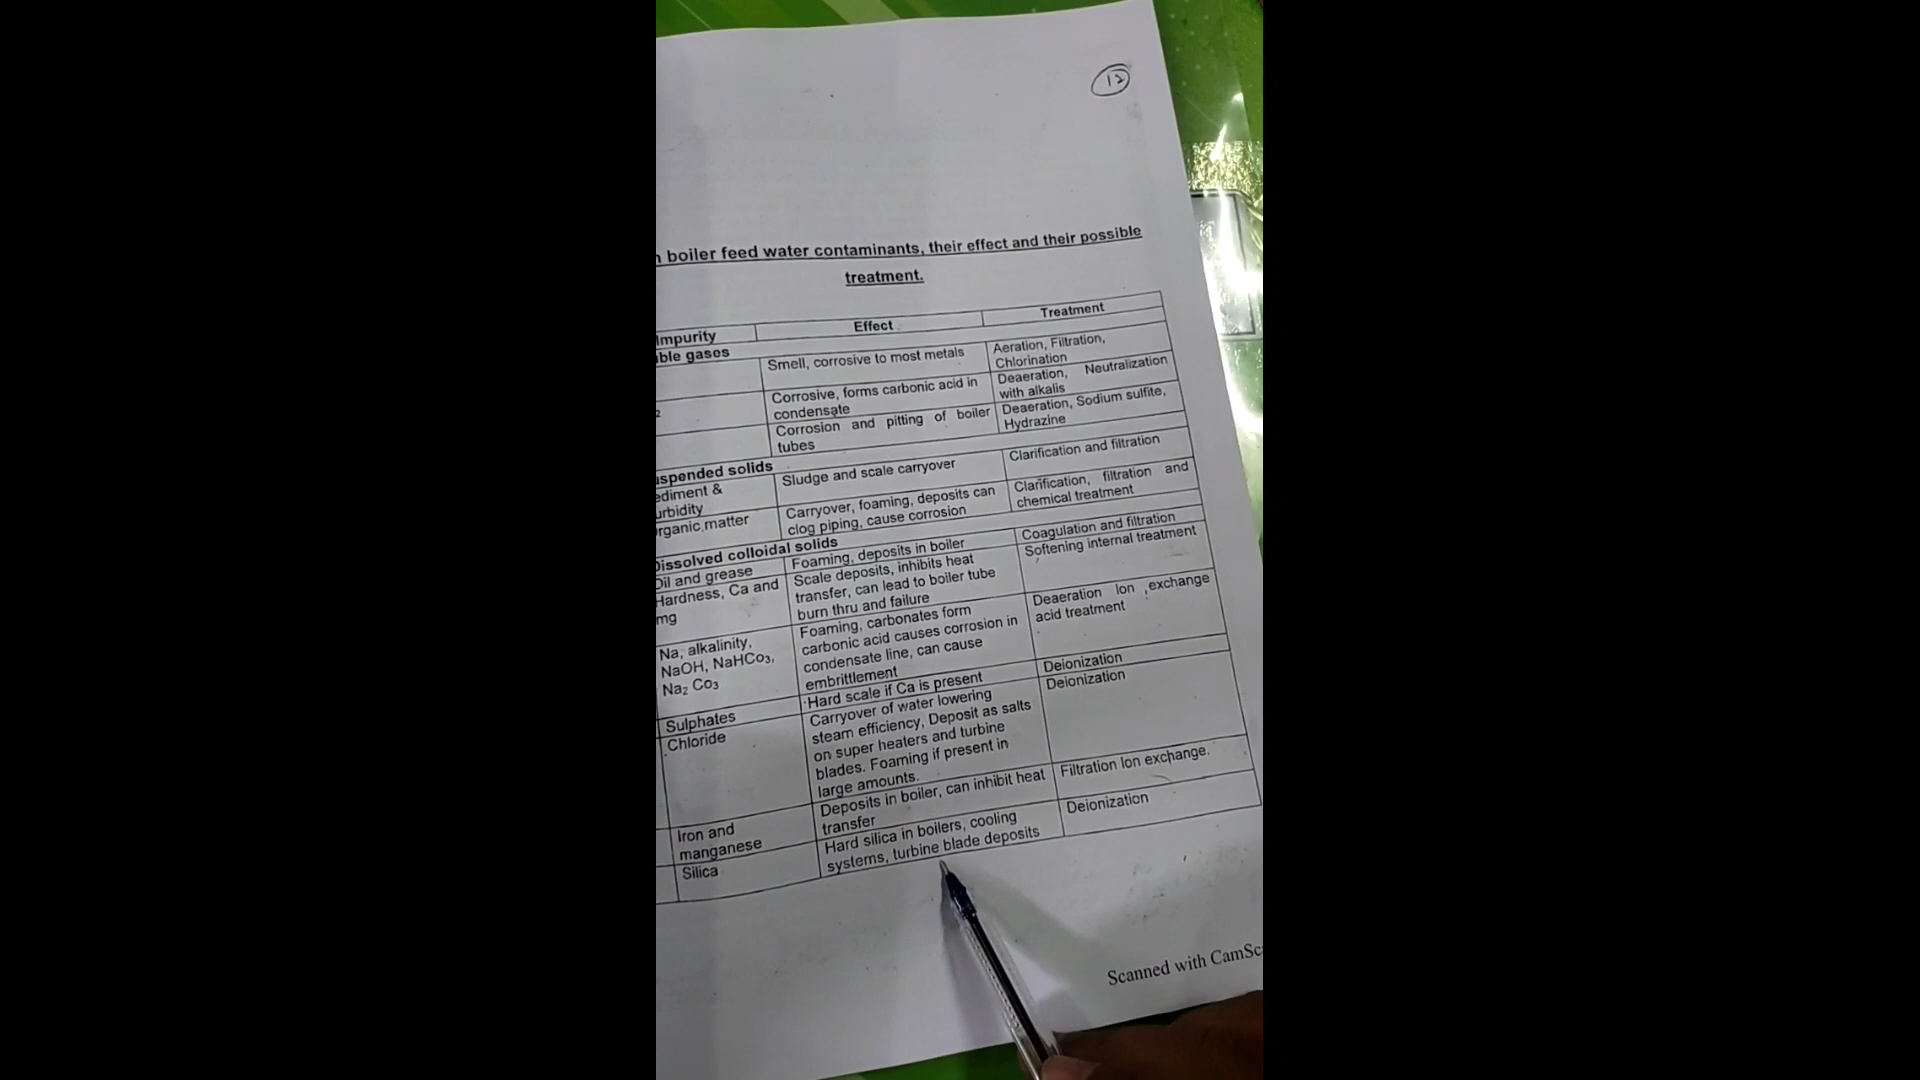 12
boiler feed water contaminants, their effect and their possible
treatment.
Impurity Effect Treatment
gases
Smell, corrosive to most metals Aeration, Filtration,
Chlorination
Corrosive, forms carbonic acid in Deaeration, Neutralization
condensate with alkalis
Corrosion and pitting of boiler Deaeration, Sodium sulfite,
tubes Hydrazine
spended solids
ediment & Sludge and scale carryover Clarification and filtration
urbidity
rganic matter Carryover, foaming, deposits can Clarification, filtration and
clog piping, cause corrosion chemical treatment
Dissolved colloidal solids
Oil and grease Foaming, deposits in boiler Coagulation and filtration
Hardness, Ca and Scale deposits, inhibits heat Softening internal treatment
mg transfer, can lead to boiler tube
burn thru and failure
Na, alkalinity, Foaming, carbonates form Deaeration Ion exchange
NaOH, NaHCo3, carbonic acid causes corrosion in acid treatment
Na2 Co3 condensate line, can cause
embrittlement
Sulphates Hard scale if Ca is present Deionization
Chloride Carryover of water lowering Deionization
steam efficiency, Deposit as salts
on super heaters and turbine
blades. Foaming if present in
large amounts.
Iron and Deposits in boiler, can inhibit heat Filtration Ion exchange.
manganese transfer
Silica Hard silica in boilers, cooling Deionization
systems, turbine blade deposits
Scanned with CamSc